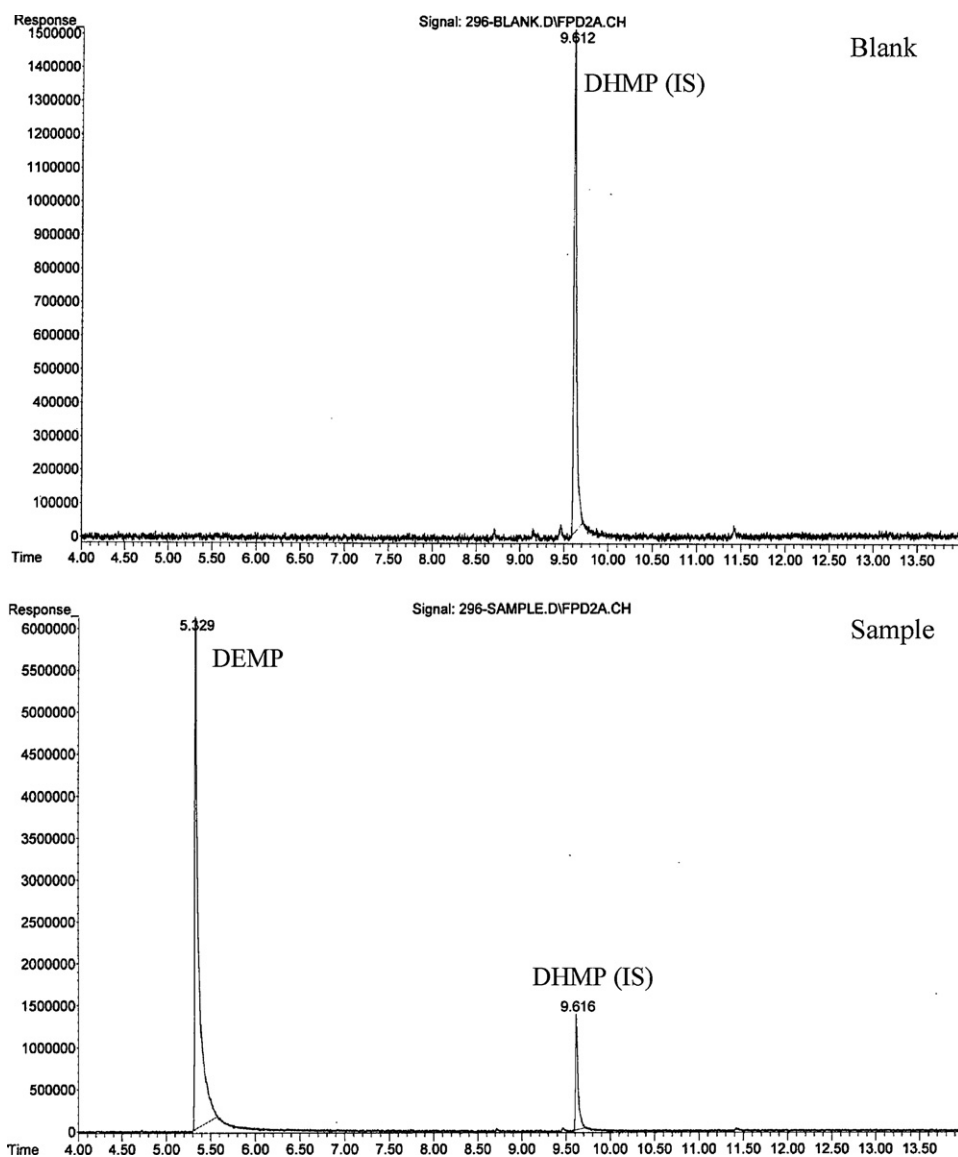 Response_
Signal: 296-BLANK.D\FPD2A.CH
1500000
9.612
Blank
1400000
DHMP (IS)
1300000
1200000
1100000
1000000
900000
800000
700000
600000
500000
400000
300000
200000
100000
0
Time
4.00 4.50 5.00 5.50 6.00 6.50 7.00 7.50 8.00 8.50 9.00 9.50 10.00 10.50 11.00 11.50 12.00 12.50 13.00 13.50
Response_
Signal: 296-SAMPLE.D\FPD2A.CH
6000000
5.329
Sample
DEMP
5500000
5000000
4500000
4000000
3500000
3000000
2500000
2000000
DHMP (IS)
1500000
9.616
1000000
500000
0
Time
4.00 4.50 5.00 5.50 6.00 6.50 7.00 7.50 8.00 8.50 9.00 9.50 10.00 10.50 11.00 11.50 12.00 12.50 13.00 13.50